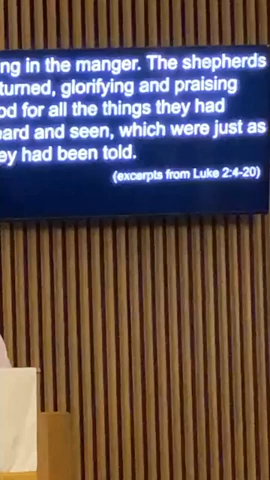 ng in the manger. The shepherds
turned, glorifying and praising
od for all the things they had
eard and seen, which were just as
ey had been told.
(excerpts from Luke 2:4-20)